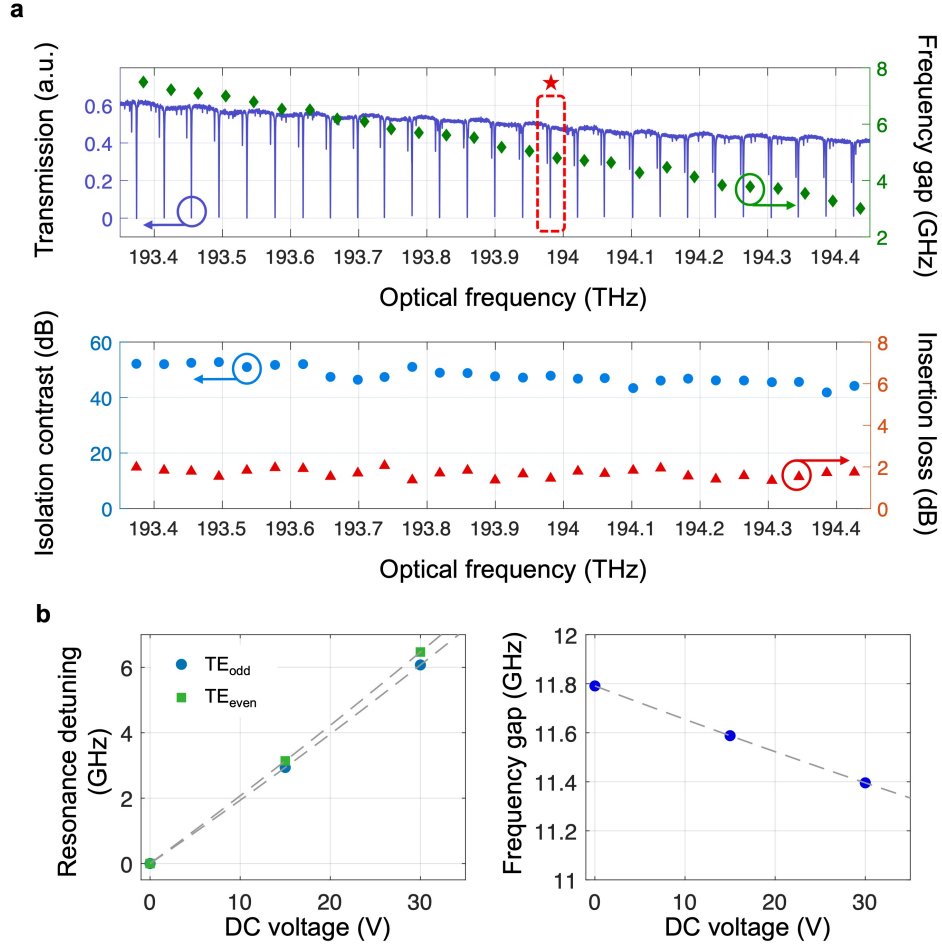 a
Transmission (a.u.)
0.6
0.4
0.2
0
8
6
4
2
Frequency gap (GHz)
193.4 193.5 193.6 193.7 193.8 193.9 194 194.1 194.2 194.3 194.4
Optical frequency (THz)
Isolation contrast (dB)
60
40
20
0
8
6
4
2
0
Insertion loss (dB)
193.4 193.5 193.6 193.7 193.8 193.9 194 194.1 194.2 194.3 194.4
Optical frequency (THz)
b
Resonance detuning
(GHz)
6
4
2
0
TEodd
TEeven
0 10 20 30
DC voltage (V)
Frequency gap (GHz)
12
11.8
11.6
11.4
11.2
11
0 10 20 30
DC voltage (V)